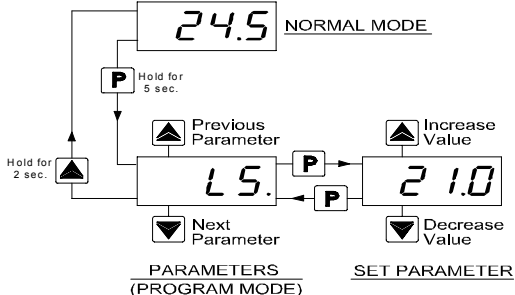 24.5
NORMAL MODE
P
Hold for
5 sec.
Previous
Parameter
Increase
Value
Hold for
2 sec.
LS.
P
P
21.0
Next
Parameter
Decrease
Value
PARAMETERS
(PROGRAM MODE)
SET PARAMETER